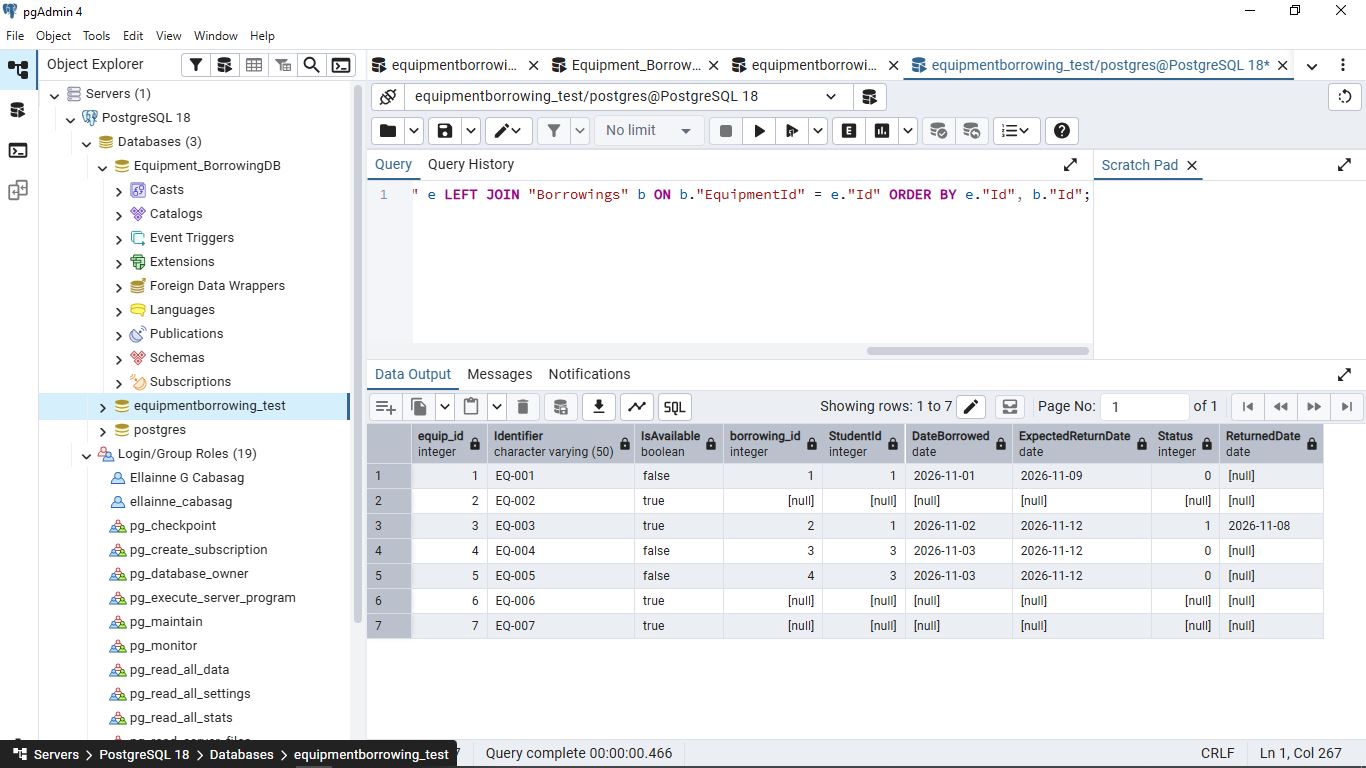 pgAdmin 4
File Object Tools Edit View Window Help
Object Explorer
equipmentborrowi...
Equipment_Borrow...
equipmentborrowi...
equipmentborrowing_test/postgres@PostgreSQL 18*
Servers (1)
PostgreSQL 18
Databases (3)
Equipment_BorrowingDB
Casts
Catalogs
Event Triggers
Extensions
Foreign Data Wrappers
Languages
Publications
Schemas
Subscriptions
equipmentborrowing_test
postgres
Login/Group Roles (19)
Ellainne G Cabasag
ellainne_cabasag
pg_checkpoint
pg_create_subscription
pg_database_owner
pg_execute_server_program
pg_maintain
pg_monitor
pg_read_all_data
pg_read_all_settings
pg_read_all_stats
equipmentborrowing_test/postgres@PostgreSQL 18
No limit
E
Query Query History
Scratch Pad
1 " e LEFT JOIN "Borrowings" b ON b."EquipmentId" = e."Id" ORDER BY e."Id", b."Id";
Data Output Messages Notifications
SQL
Showing rows: 1 to 7
Page No: 1 of 1
equip_id integer Identifier character varying (50) IsAvailable boolean borrowing_id integer StudentId integer DateBorrowed date ExpectedReturnDate date Status integer ReturnedDate date
1 1 EQ-001 false 1 1 2026-11-01 2026-11-09 0 [null]
2 2 EQ-002 true [null] [null] [null] [null] [null] [null]
3 3 EQ-003 true 2 1 2026-11-02 2026-11-12 1 2026-11-08
4 4 EQ-004 false 3 3 2026-11-03 2026-11-12 0 [null]
5 5 EQ-005 false 4 3 2026-11-03 2026-11-12 0 [null]
6 6 EQ-006 true [null] [null] [null] [null] [null] [null]
7 7 EQ-007 true [null] [null] [null] [null] [null] [null]
Servers > PostgreSQL 18 > Databases > equipmentborrowing_test
7
Query complete 00:00:00.466
CRLF
Ln 1, Col 267